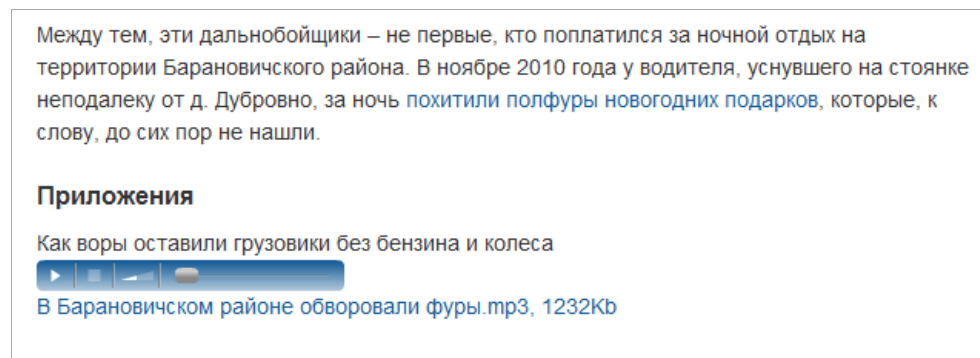 Между тем, эти дальнобойщики – не первые, кто поплатился за ночной отдых на
территории Барановичского района. В ноябре 2010 года у водителя, уснувшего на стоянке
неподалеку от д. Дубровно, за ночь похитили полфуры новогодних подарков, которые, к
слову, до сих пор не нашли.
Приложения
Как воры оставили грузовики без бензина и колеса
В Барановичском районе обворовали фуры.mp3, 1232Kb